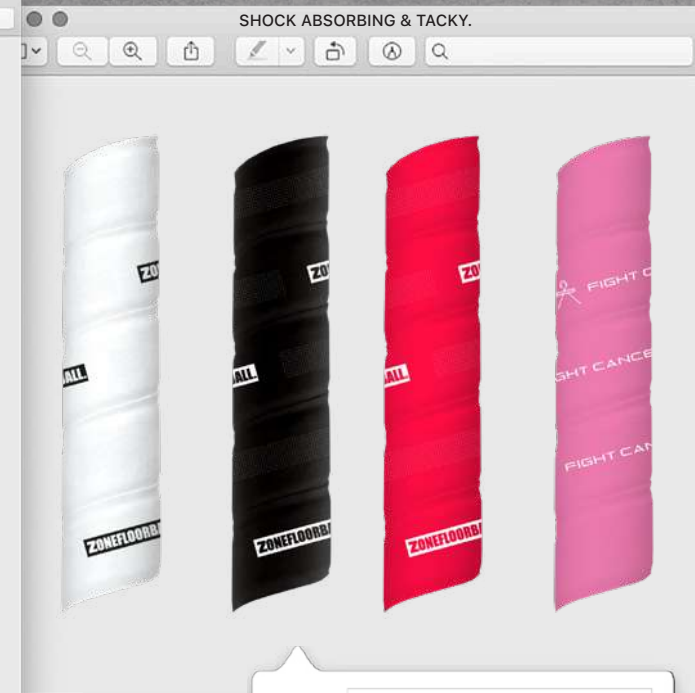 SHOCK ABSORBING & TACKY.
ZO
ZO
ZO
FIGHT C
ALL.
ALL.
ALL.
GHT CANCE
FIGHT CAN
ZONEFLOORBA
ZONEFLOORBA
ZONEFLOORBA